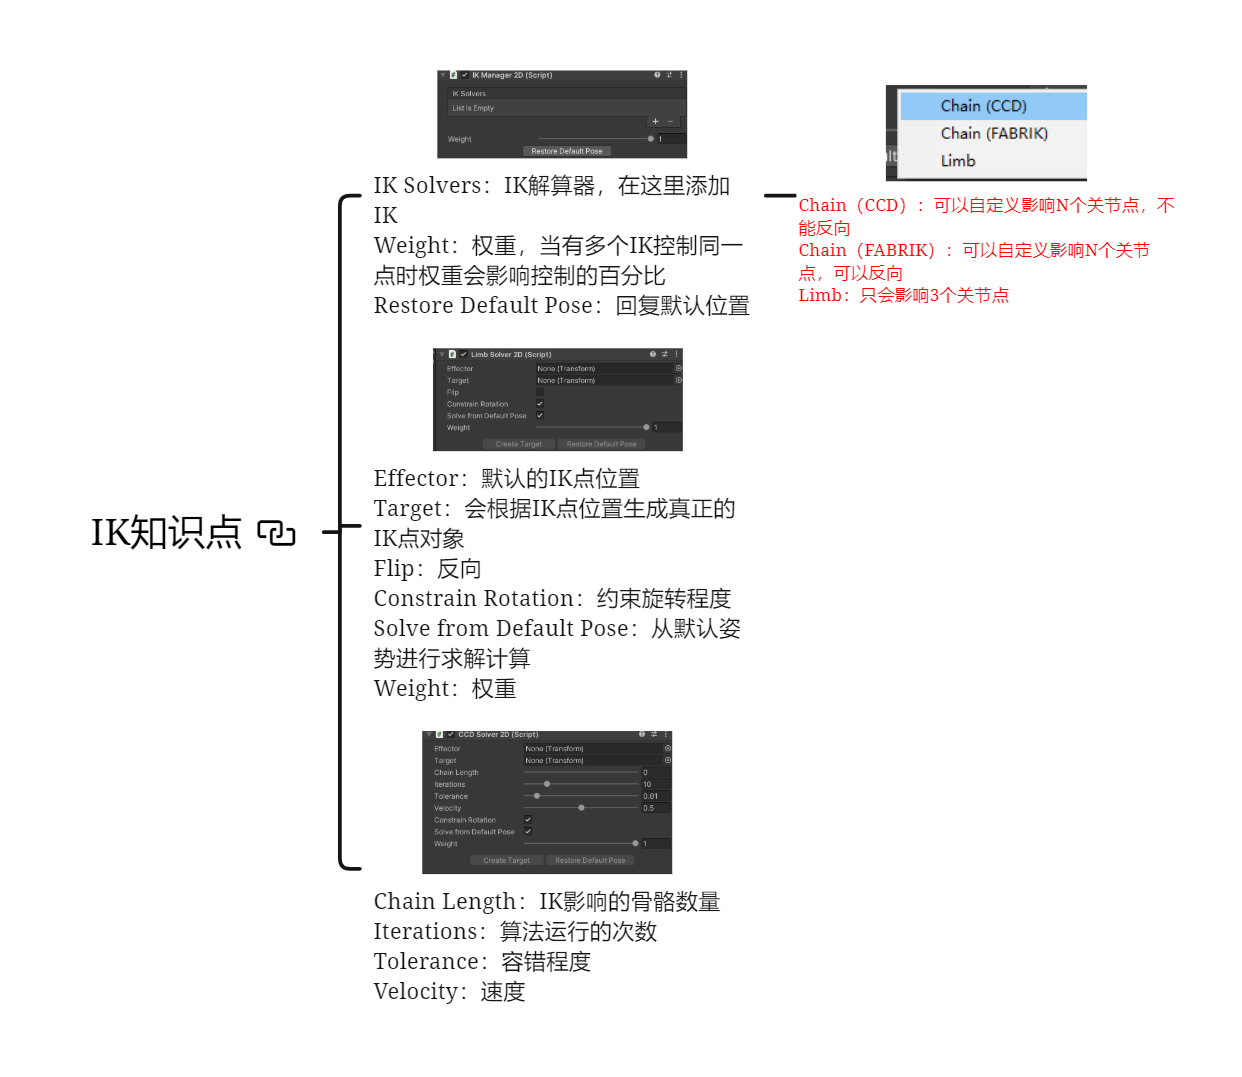 IK知识点
IK Manager 2D (Script)
IK Solvers
List is Empty
Weight
1
Restore Default Pose
IK Solvers：IK解算器，在这里添加
IK
Weight：权重，当有多个IK控制同一
点时权重会影响控制的百分比
Restore Default Pose：回复默认位置
Chain (CCD)
Chain (FABRIK)
Limb
Chain（CCD）：可以自定义影响N个关节点，不
能反向
Chain（FABRIK）：可以自定义影响N个关节
点，可以反向
Limb：只会影响3个关节点
Limb Solver 2D (Script)
Effector None (Transform)
Target None (Transform)
Flip
Constrain Rotation
Solve from Default Pose
Weight 1
Create Target Restore Default Pose
Effector：默认的IK点位置
Target：会根据IK点位置生成真正的
IK点对象
Flip：反向
Constrain Rotation：约束旋转程度
Solve from Default Pose：从默认姿
势进行求解计算
Weight：权重
CCD Solver 2D (Script)
Effector None (Transform)
Target None (Transform)
Chain Length 0
Iterations 10
Tolerance 0.01
Velocity 0.5
Constrain Rotation
Solve from Default Pose
Weight 1
Create Target Restore Default Pose
Chain Length：IK影响的骨骼数量
Iterations：算法运行的次数
Tolerance：容错程度
Velocity：速度